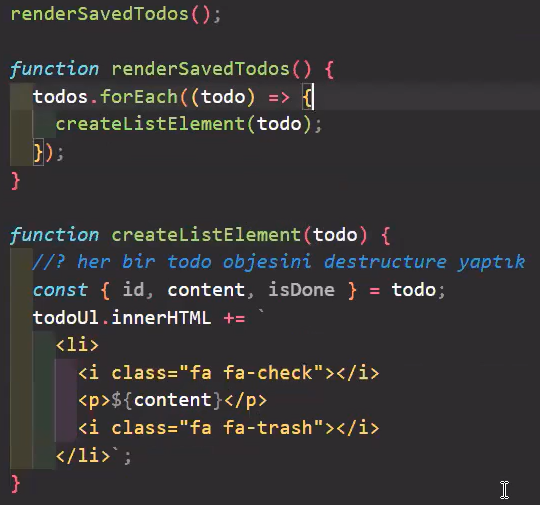 renderSavedTodos();
function renderSavedTodos() {
todos.forEach((todo) => {
createListElement(todo);
});
}
function createListElement(todo) {
//? her bir todo objesini destructure yaptık
const { id, content, isDone } = todo;
todoUl.innerHTML += `
<li>
<i class="fa fa-check"></i>
<p>${content}</p>
<i class="fa fa-trash"></i>
</li>`;
}